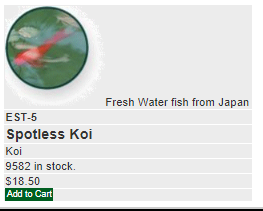 Fresh Water fish from Japan
EST-5
Spotless Koi
Koi
9582 in stock.
$18.50
Add to Cart